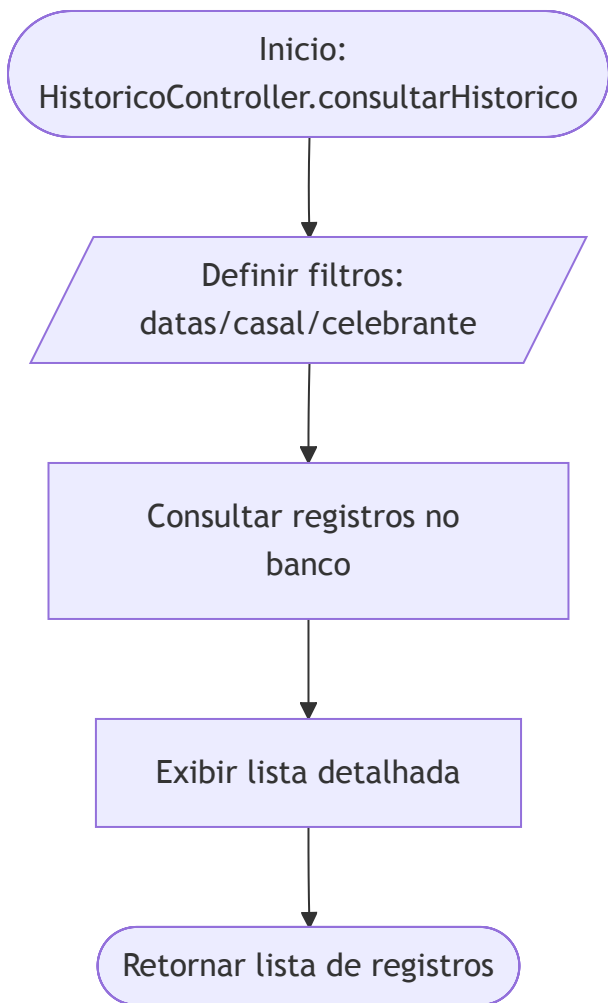 Inicio:
HistoricoController.consultarHistorico
Definir filtros:
datas/casal/celebrante
Consultar registros no
banco
Exibir lista detalhada
Retornar lista de registros